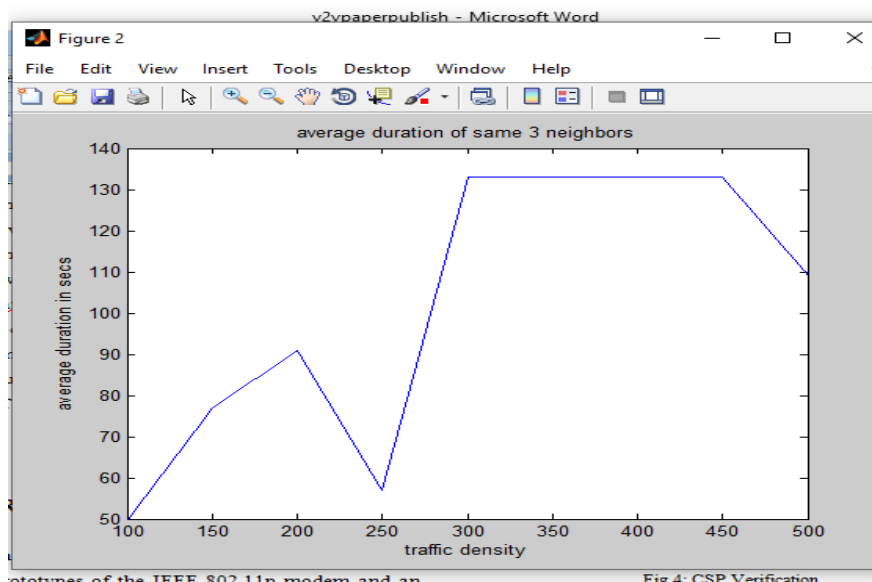 v2vpaperpublish - Microsoft Word
Figure 2
File Edit View Insert Tools Desktop Window Help
average duration of same 3 neighbors
average duration in secs
140
130
120
110
100
90
80
70
60
50
100 150 200 250 300 350 400 450 500
traffic density
rototypes of the IEEE 802.11p modem and an
Fig 4: CSP Verification